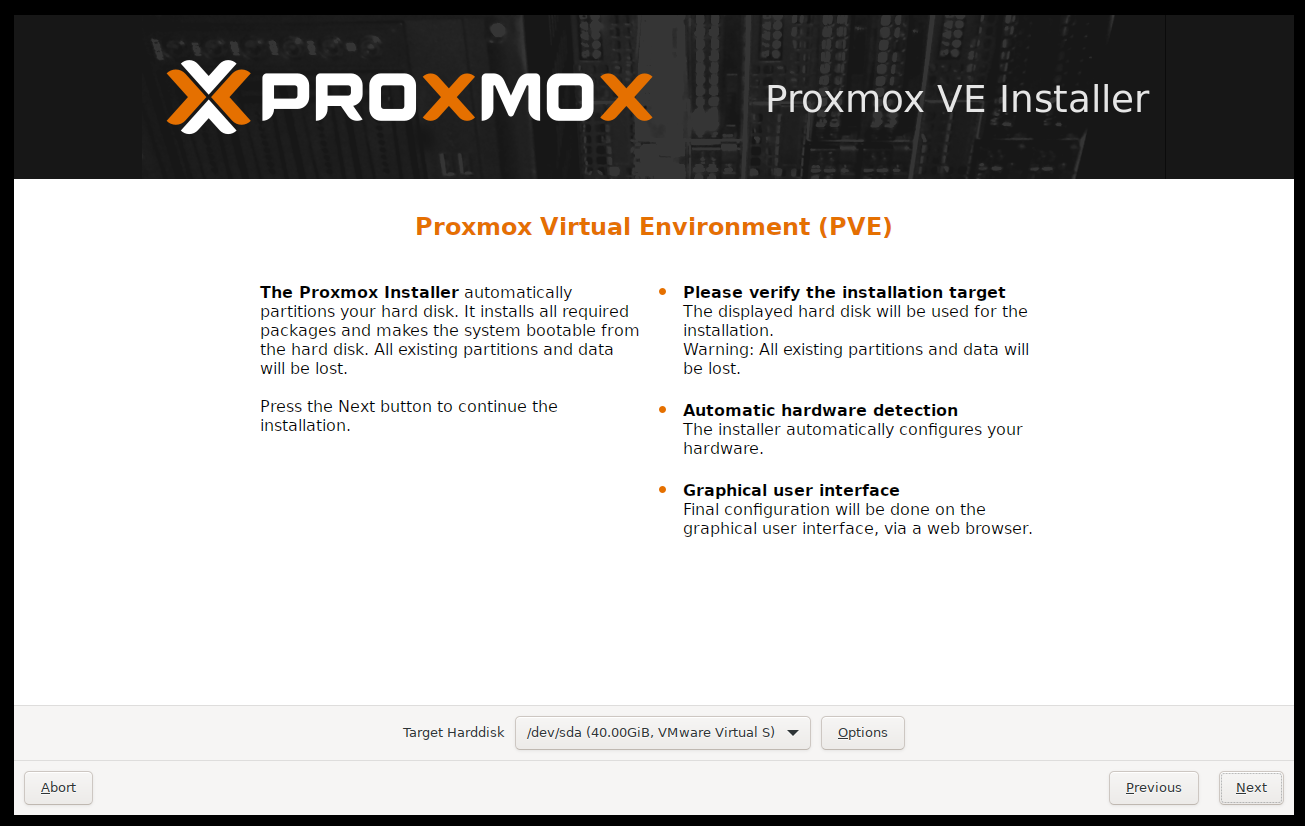 PROXMOX
Proxmox VE Installer
Proxmox Virtual Environment (PVE)
The Proxmox Installer automatically
partitions your hard disk. It installs all required
packages and makes the system bootable from
the hard disk. All existing partitions and data
will be lost.
Press the Next button to continue the
installation.
Please verify the installation target
The displayed hard disk will be used for the
installation.
Warning: All existing partitions and data will
be lost.
Automatic hardware detection
The installer automatically configures your
hardware.
Graphical user interface
Final configuration will be done on the
graphical user interface, via a web browser.
Target Harddisk /dev/sda (40.00GiB, VMware Virtual S) Options
Abort Previous Next